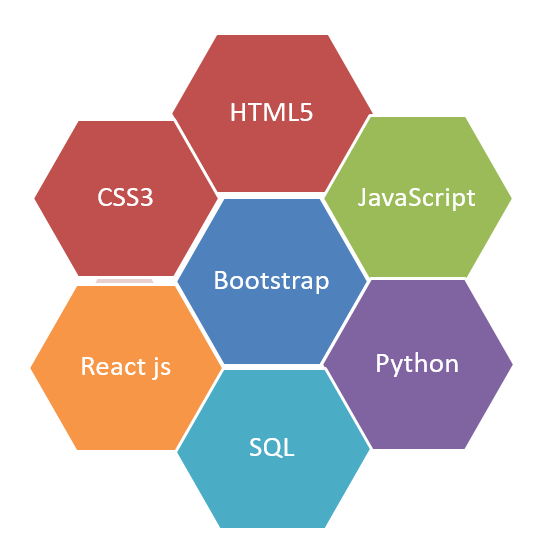 HTML5
CSS3
JavaScript
Bootstrap
React js
Python
SQL